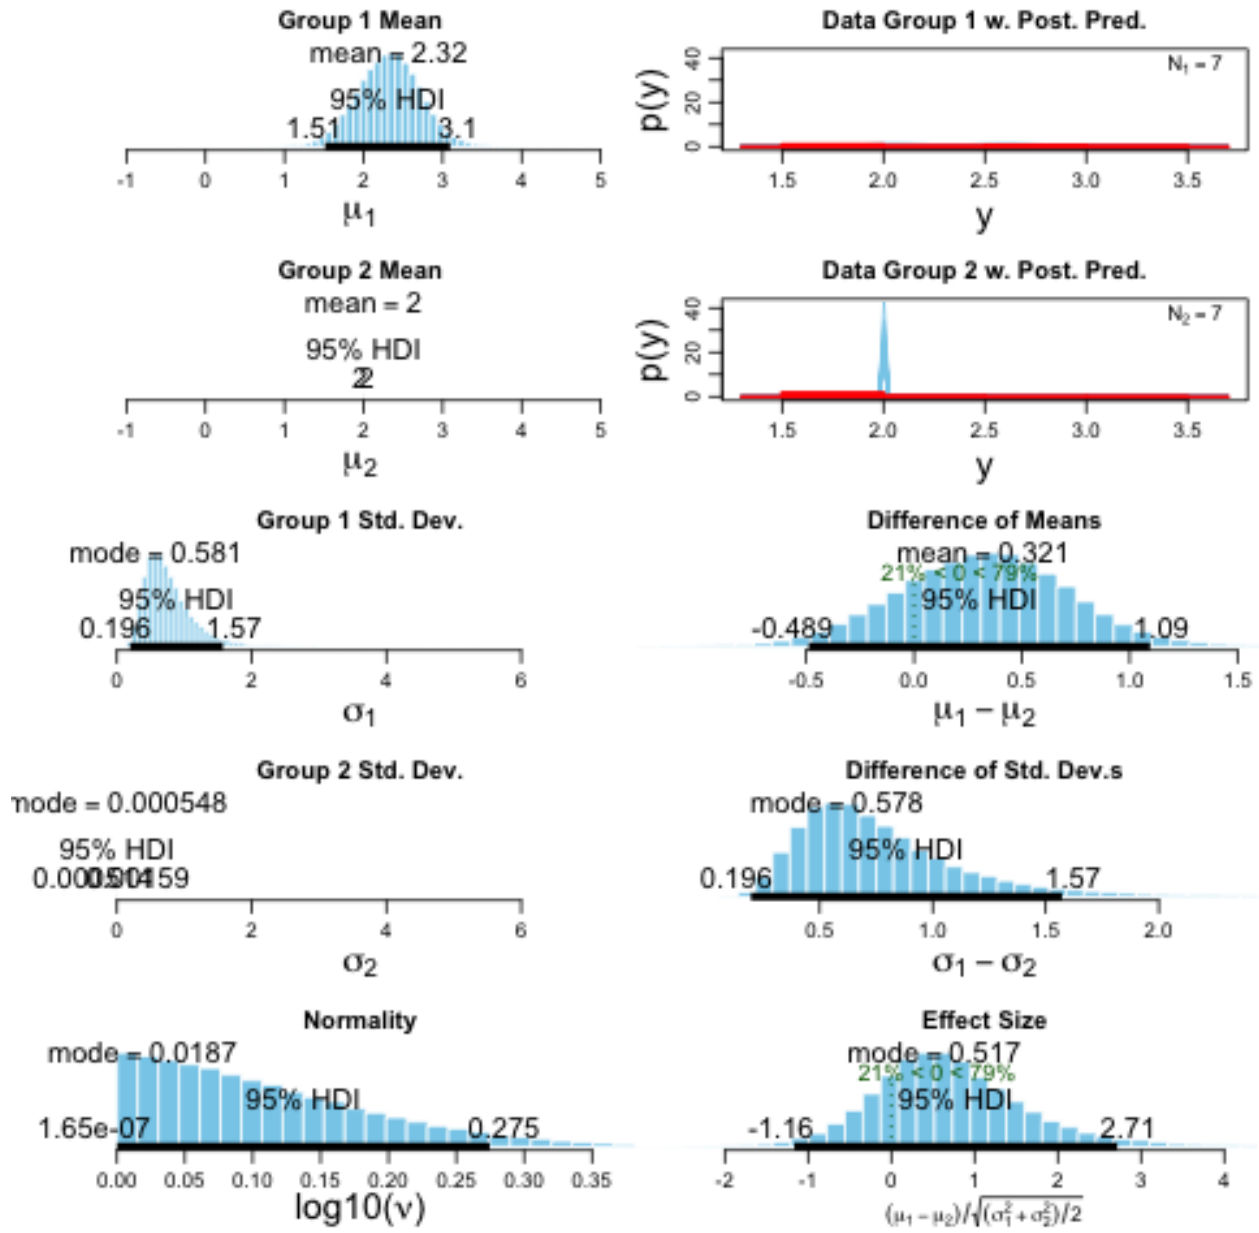 Group 1 Mean
mean = 2.32
95% HDI
1.51 3.1
-1 0 1 2 3 4 5
μ1
Data Group 1 w. Post. Pred.
N1 = 7
p(y)
0 20 40
1.5 2.0 2.5 3.0 3.5
y
Group 2 Mean
mean = 2
95% HDI
2 2
-1 0 1 2 3 4 5
μ2
Data Group 2 w. Post. Pred.
N2 = 7
p(y)
0 20 40
1.5 2.0 2.5 3.0 3.5
y
Group 1 Std. Dev.
mode = 0.581
95% HDI
0.196 1.57
0 2 4 6
σ1
Difference of Means
mean = 0.321
21% < 0 < 79%
95% HDI
-0.489 1.09
-0.5 0.0 0.5 1.0 1.5
μ1 − μ2
Group 2 Std. Dev.
mode = 0.000548
95% HDI
0 2 4 6
σ2
Difference of Std. Dev.s
mode = 0.578
95% HDI
0.196 1.57
0.5 1.0 1.5 2.0
σ1 − σ2
Normality
mode = 0.0187
95% HDI
1.65e-07 0.275
0.00 0.05 0.10 0.15 0.20 0.25 0.30 0.35
log10(ν)
Effect Size
mode = 0.517
21% < 0 < 79%
95% HDI
-1.16 2.71
-2 -1 0 1 2 3 4
(μ1 − μ2)/√(σ1² + σ2²)/2